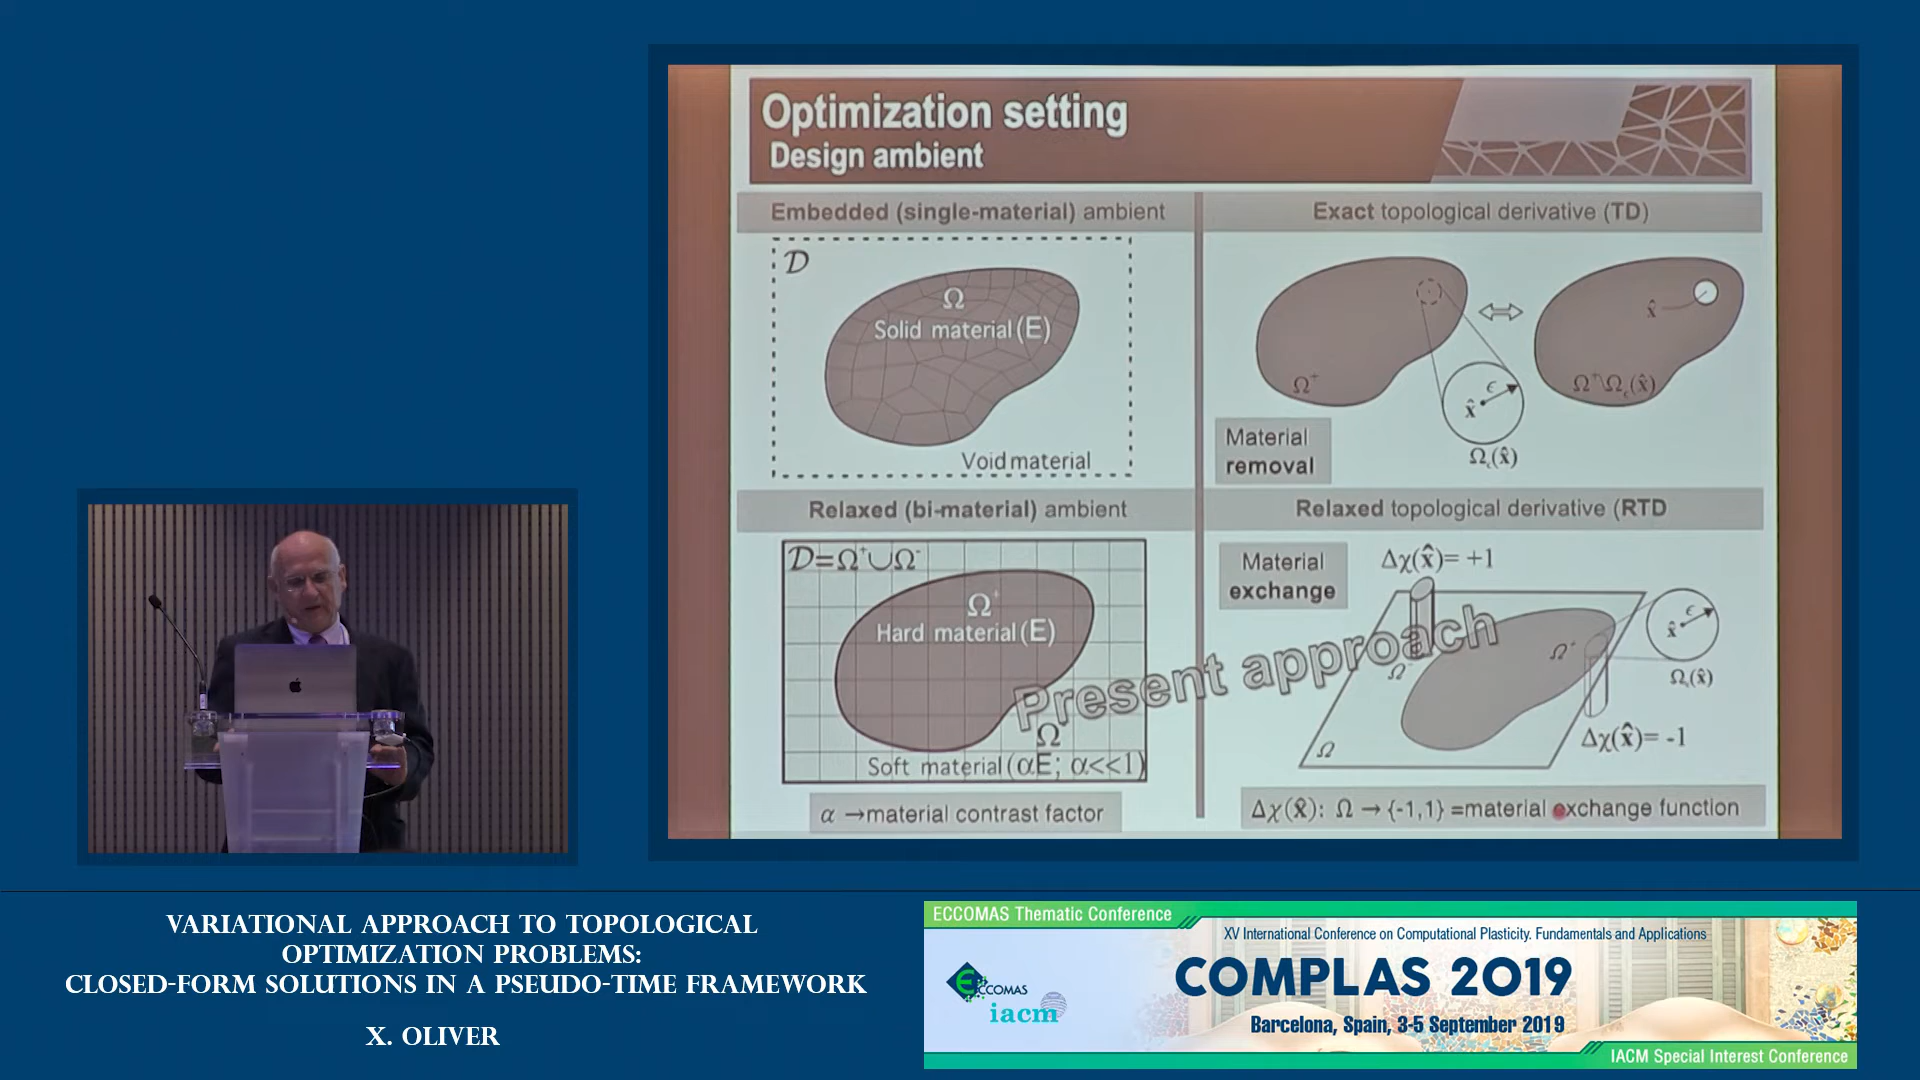 Optimization setting
Design ambient
Embedded (single-material) ambient
D
Ω
Solid material (E)
Void material
Exact topological derivative (TD)
x̂
Ω⁺
ϵ
x̂
Ω⁺\Ωϵ(x̂)
Material
removal
Ωϵ(x̂)
Relaxed (bi-material) ambient
D=Ω⁺∪Ω⁻
Ω⁺
Hard material (E)
Ω⁻
Soft material (αE; α<<1)
α →material contrast factor
Relaxed topological derivative (RTD
Material
exchange
Δχ(x̂)= +1
Present approach
Ω⁻
Ω⁺
ϵ
x̂
Ωϵ(x̂)
Δχ(x̂)= -1
Ω
Δχ(x̂): Ω → {-1,1} =material exchange function
VARIATIONAL APPROACH TO TOPOLOGICAL
OPTIMIZATION PROBLEMS:
CLOSED-FORM SOLUTIONS IN A PSEUDO-TIME FRAMEWORK
X. OLIVER
ECCOMAS Thematic Conference
XV International Conference on Computational Plasticity. Fundamentals and Applications
ECCOMAS
iacm
COMPLAS 2019
Barcelona, Spain, 3-5 September 2019
IACM Special Interest Conference